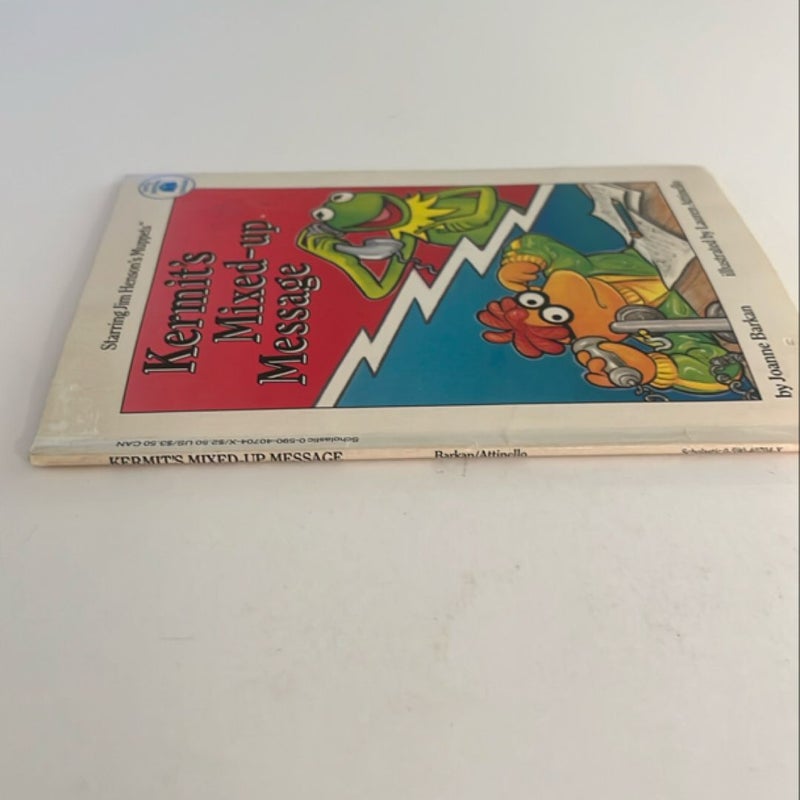 Starring Jim Henson's Muppets™
Kermit's
Mixed-up
Message
by Joanne Barkan
Illustrated by Lauren Attinello
Scholastic 0-590-40704-X/$2.50 US/$3.50 CAN
KERMIT'S MIXED-UP MESSAGE
Barkan/Attinello